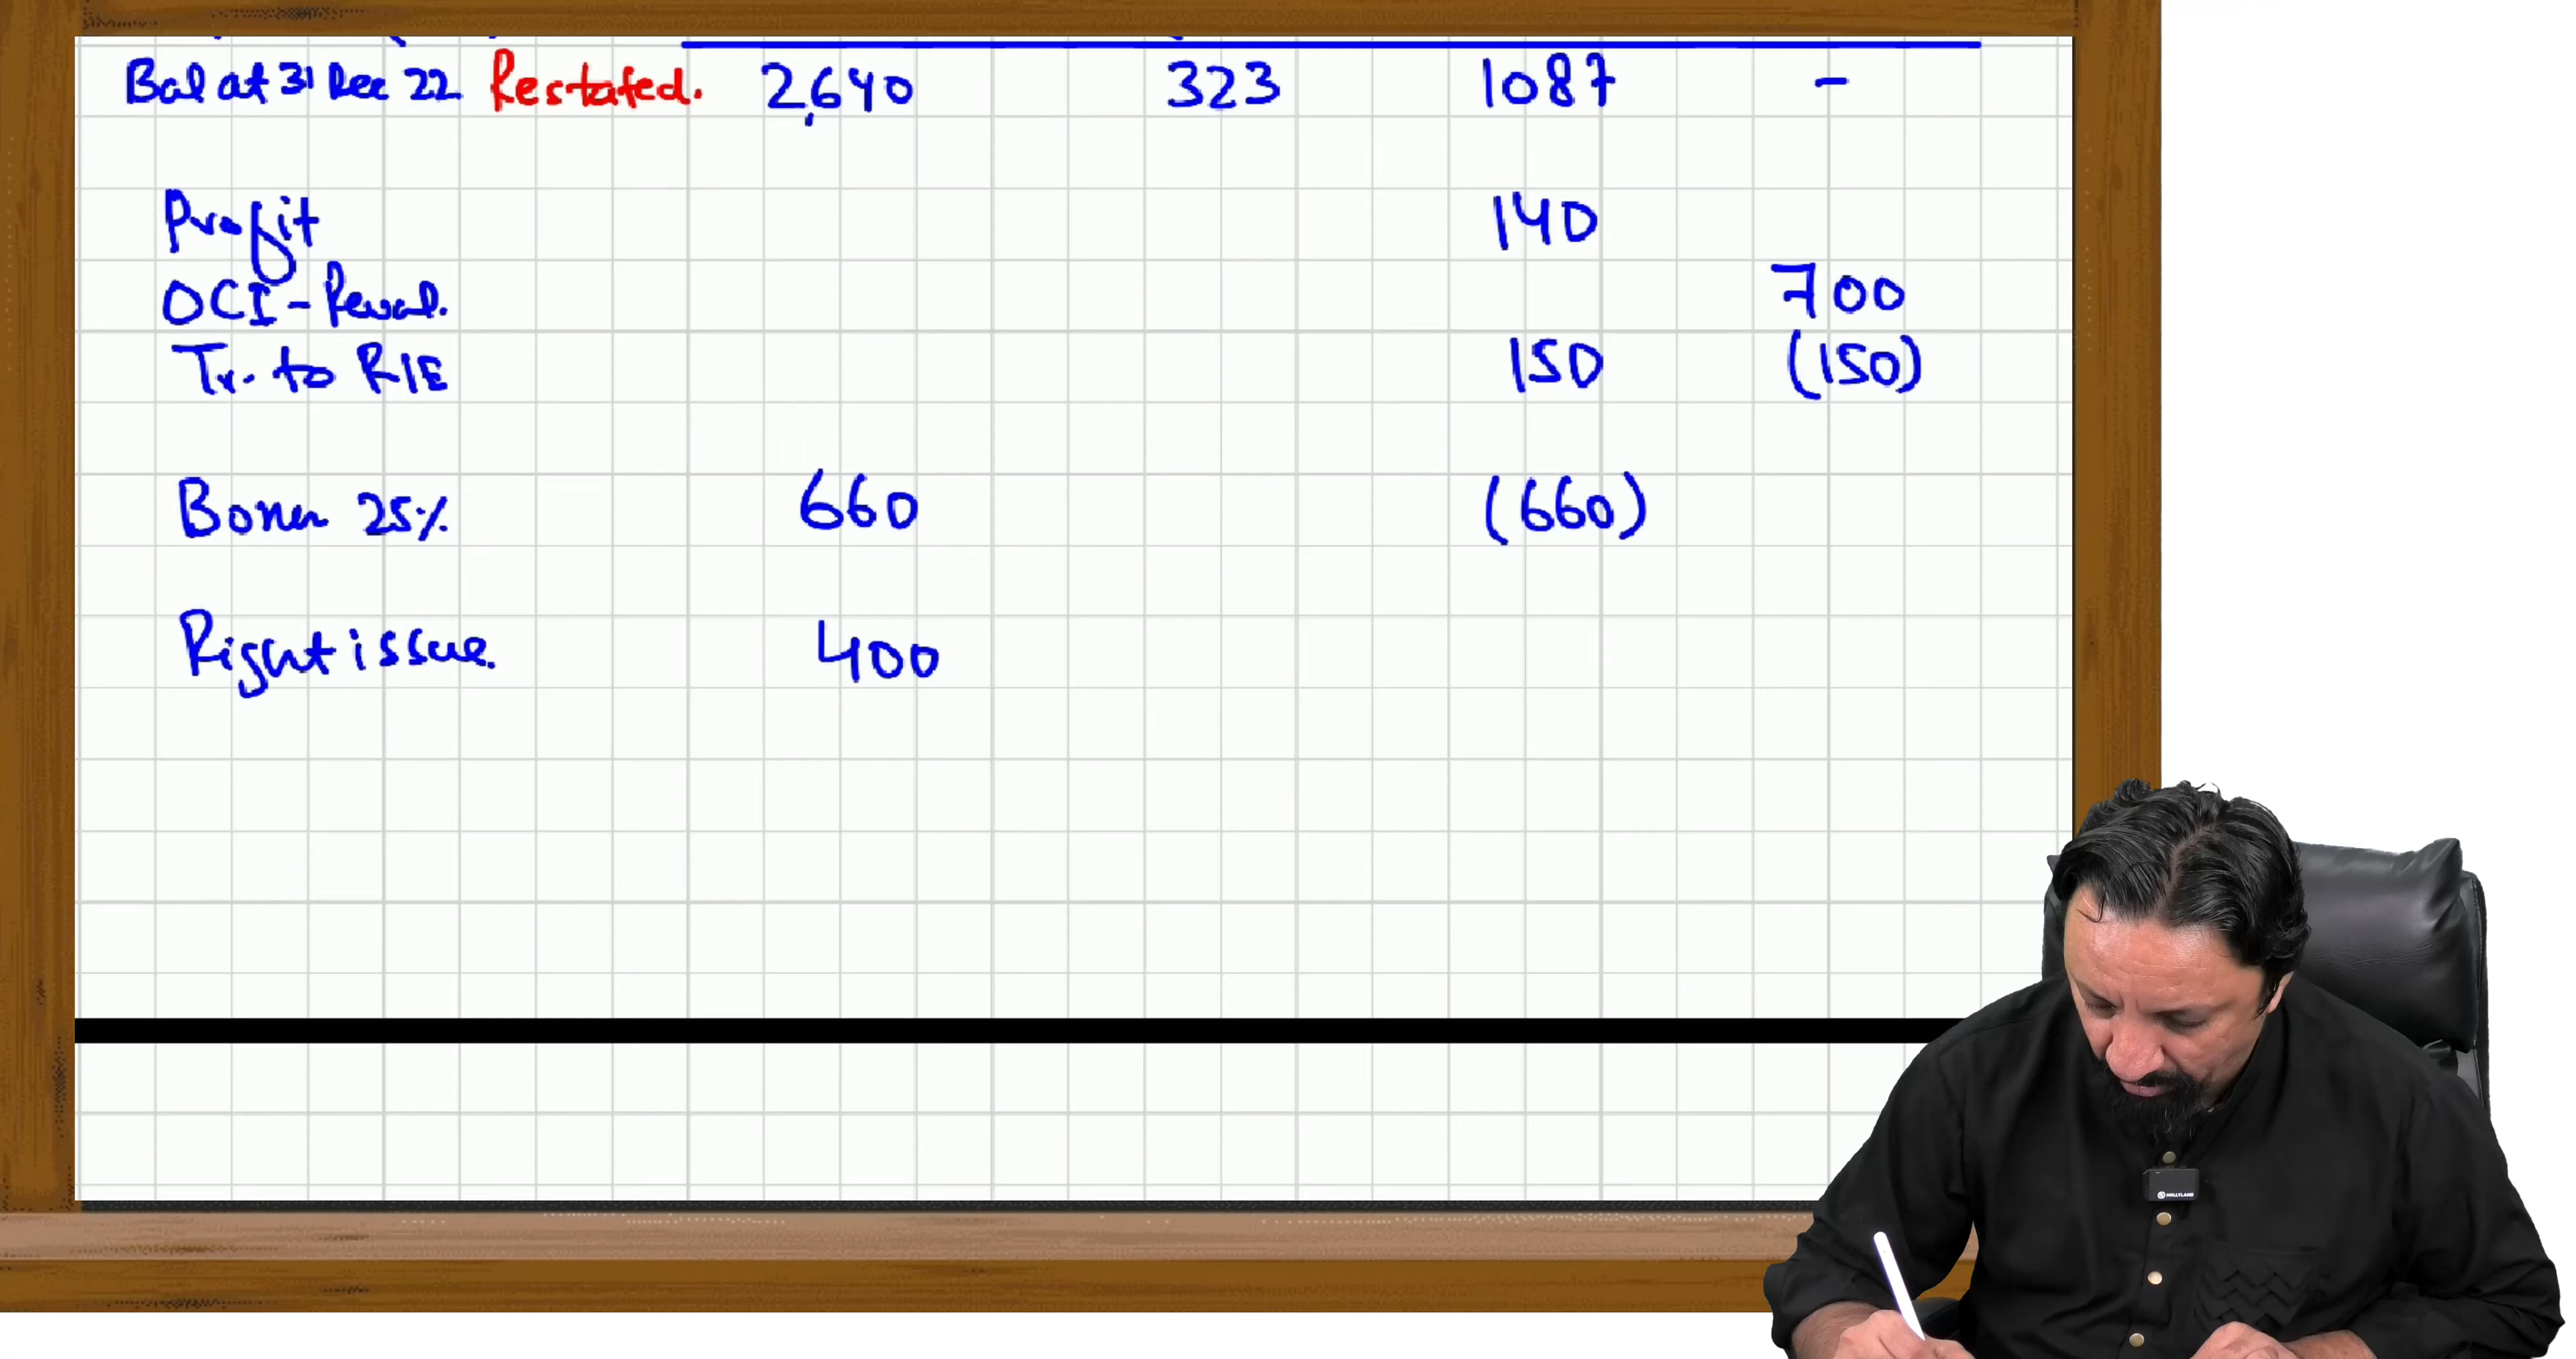 Bal at 31 Dec 22 Restated. 2,640 323 1087 -
Profit 140
OCI - Reval. 700
Tr. to R/E 150 (150)
Bonus 25% 660 (660)
Right issue. 400
HOLLYLAND